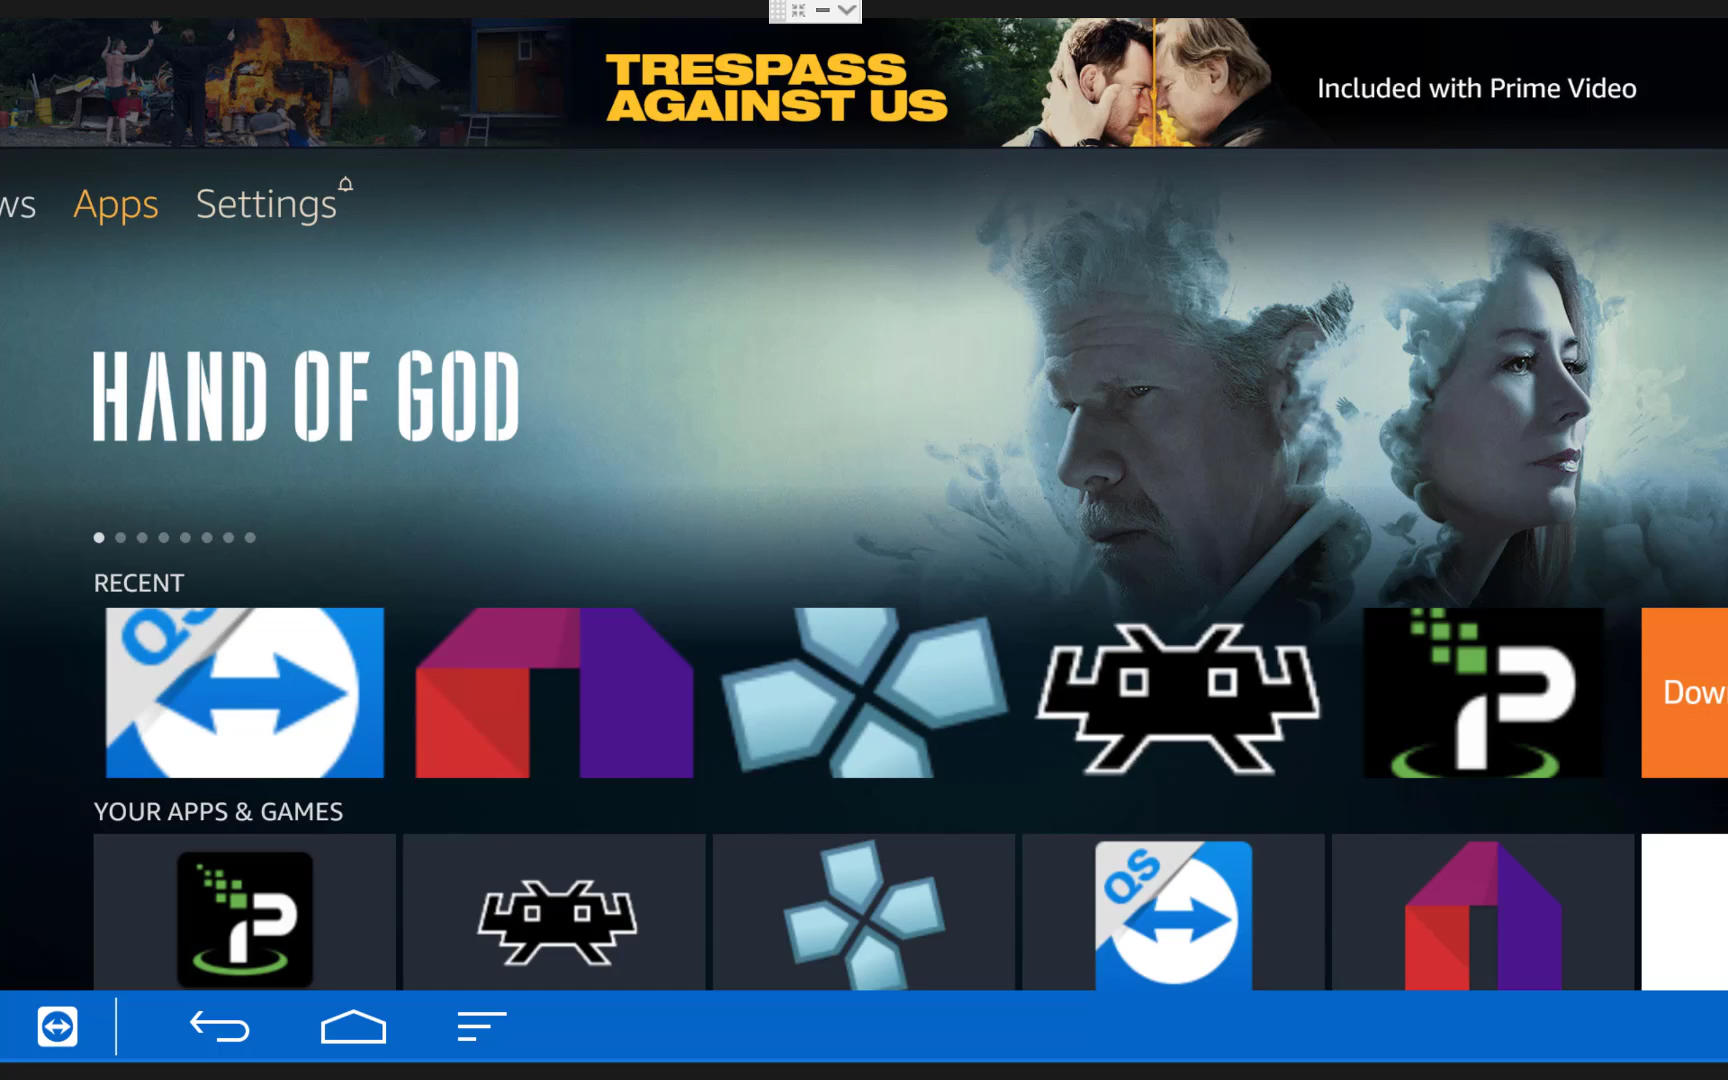 TRESPASS
AGAINST US
Included with Prime Video
ws Apps Settings
HAND OF GOD
RECENT
QS
Dow
YOUR APPS & GAMES
QS